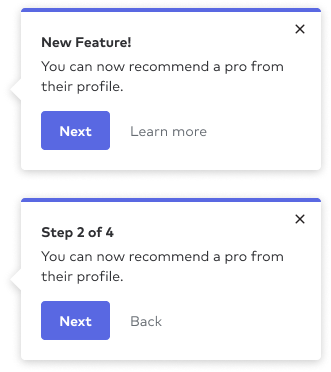 New Feature!
You can now recommend a pro from
their profile.
Next
Learn more
Step 2 of 4
You can now recommend a pro from
their profile.
Next
Back